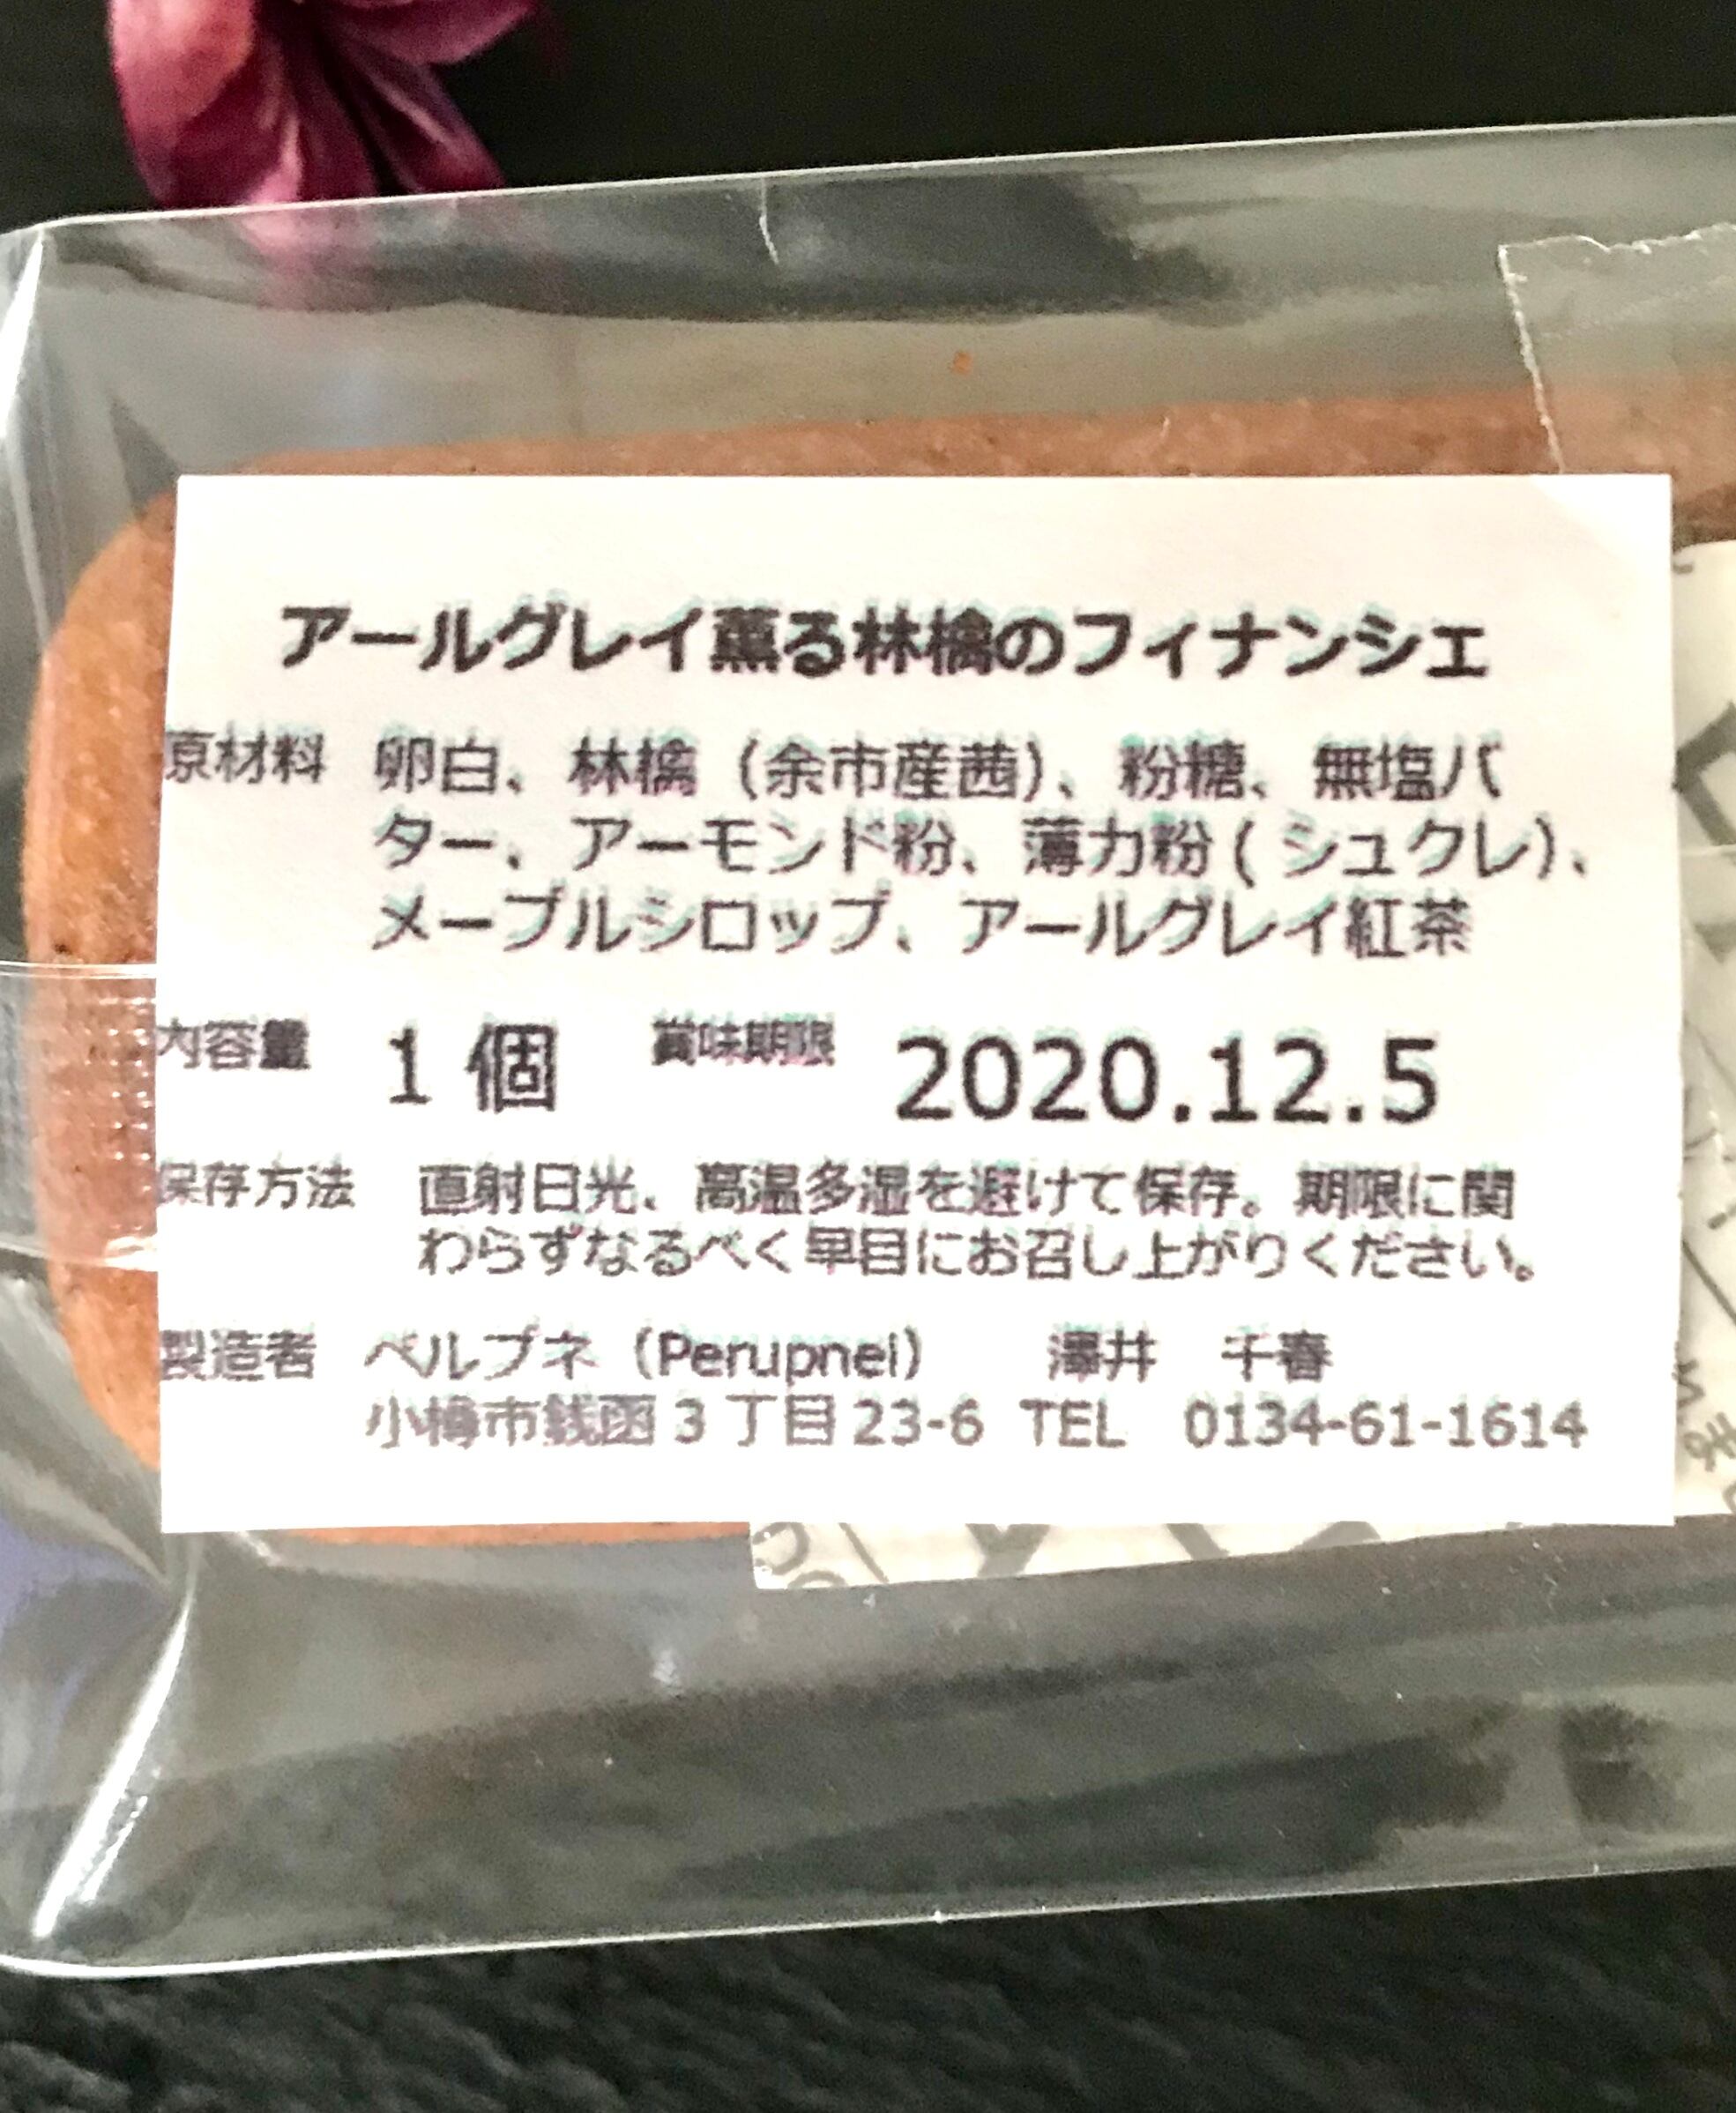 アールグレイ薫る林檎のフィナンシェ
原材料 卵白、林檎（余市産茜）、粉糖、無塩バ
ター、アーモンド粉、薄力粉（シュクレ）、
メープルシロップ、アールグレイ紅茶
内容量 1個 賞味期限 2020.12.5
保存方法 直射日光、高温多湿を避けて保存。期限に関
わらずなるべく早目にお召し上がりください。
製造者 ペルプネ（Perupnei） 澤井 千春
小樽市銭函3丁目23-6 TEL 0134-61-1614